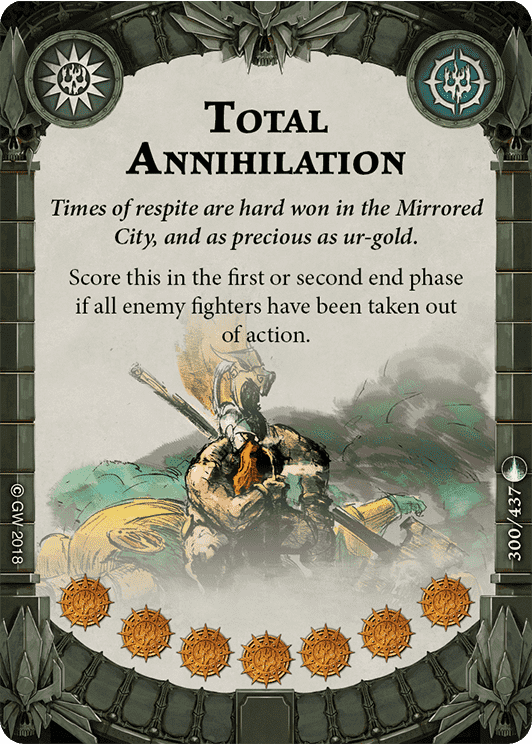 Total
Annihilation
Times of respite are hard won in the Mirrored
City, and as precious as ur-gold.
Score this in the first or second end phase
if all enemy fighters have been taken out
of action.
© GW 2018
300/437